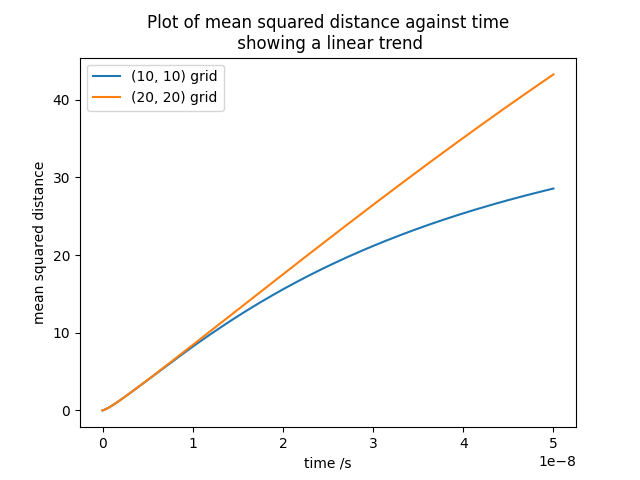 Plot of mean squared distance against time
showing a linear trend
(10, 10) grid
(20, 20) grid
mean squared distance
40
30
20
10
0
0 1 2 3 4 5
1e−8
time /s